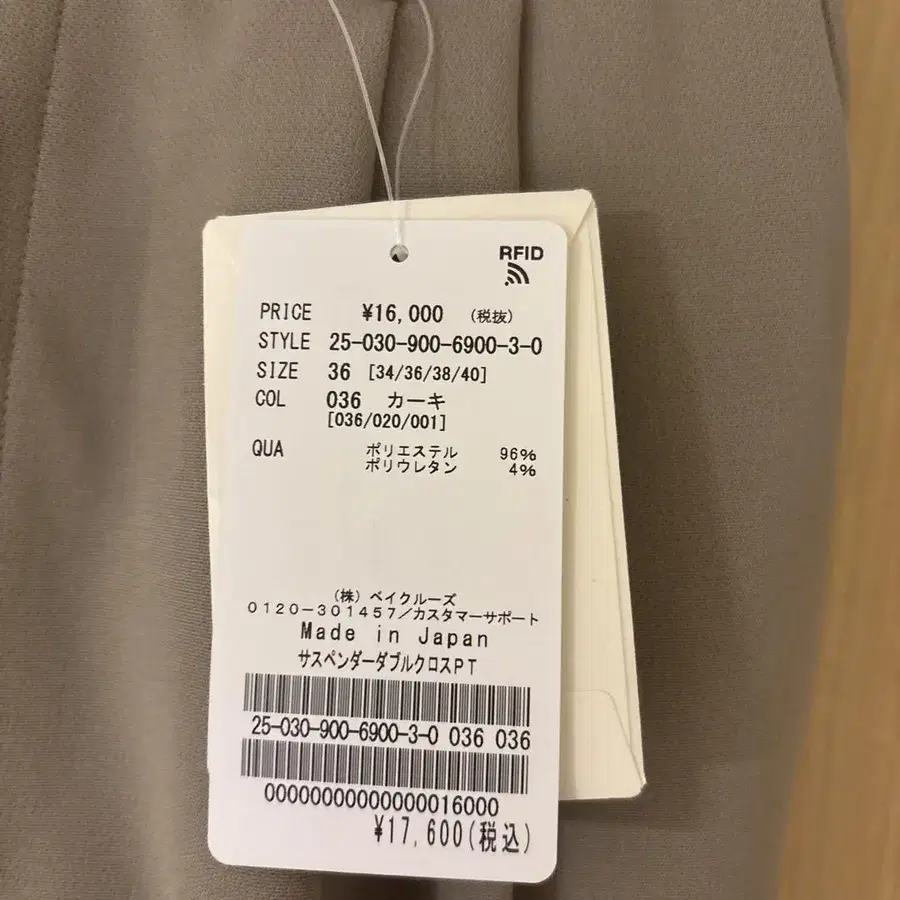 RFID
PRICE ¥16,000 (税抜)
STYLE 25-030-900-6900-3-0
SIZE 36 [34/36/38/40]
COL 036 カーキ
[036/020/001]
QUA ポリエステル 96%
ポリウレタン 4%
(株) ベイクルーズ
0120-301457/カスタマーサポート
Made in Japan
サスペンダーダブルクロスPT
25-030-900-6900-3-0 036 036
00000000000000016000
¥17,600(税込)